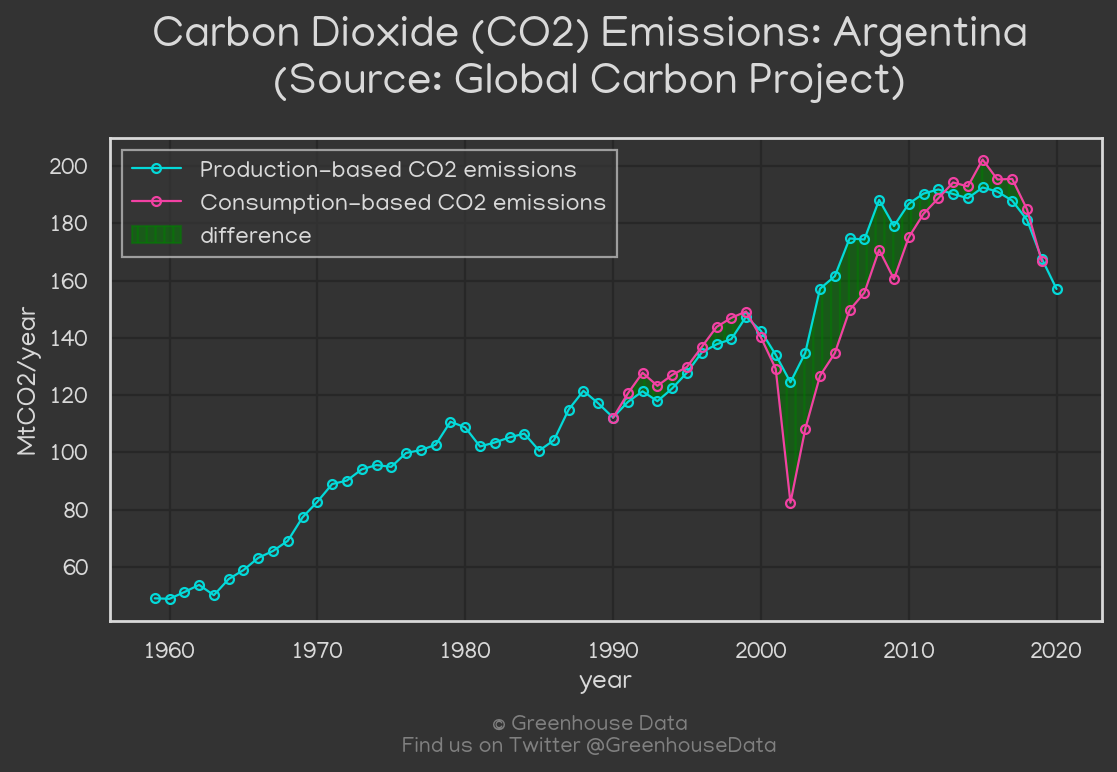 Carbon Dioxide (CO2) Emissions: Argentina
(Source: Global Carbon Project)
Production-based CO2 emissions
Consumption-based CO2 emissions
difference
MtCO2/year
200
180
160
140
120
100
80
60
1960 1970 1980 1990 2000 2010 2020
year
© Greenhouse Data
Find us on Twitter @GreenhouseData